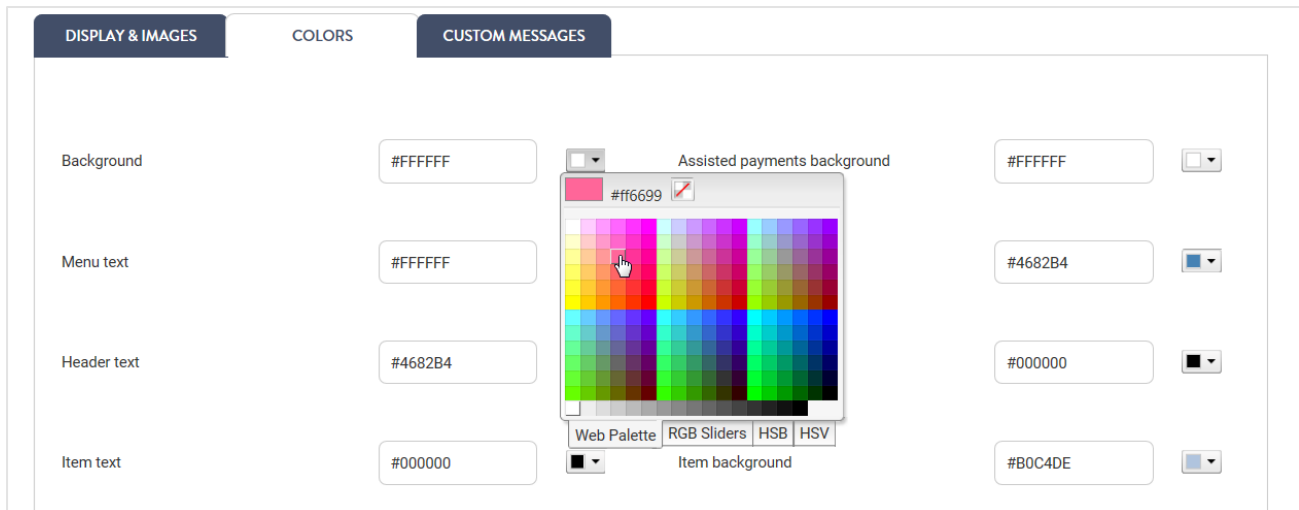 DISPLAY & IMAGES COLORS CUSTOM MESSAGES
Background #FFFFFF Assisted payments background #FFFFFF
#ff6699
Menu text #FFFFFF #4682B4
Header text #4682B4 #000000
Web Palette RGB Sliders HSB HSV
Item text #000000 Item background #B0C4DE